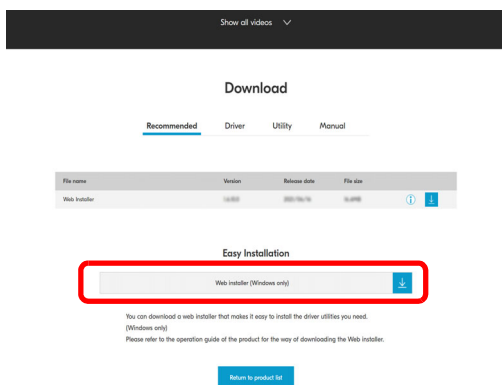 Show all videos
Download
Recommended Driver Utility Manual
File name Version Release date File size
Web Installer
Easy Installation
Web installer (Windows only)
You can download a web installer that makes it easy to install the driver utilities you need.
(Windows only)
Please refer to the operation guide of the product for the way of downloading the Web installer.
Return to product list